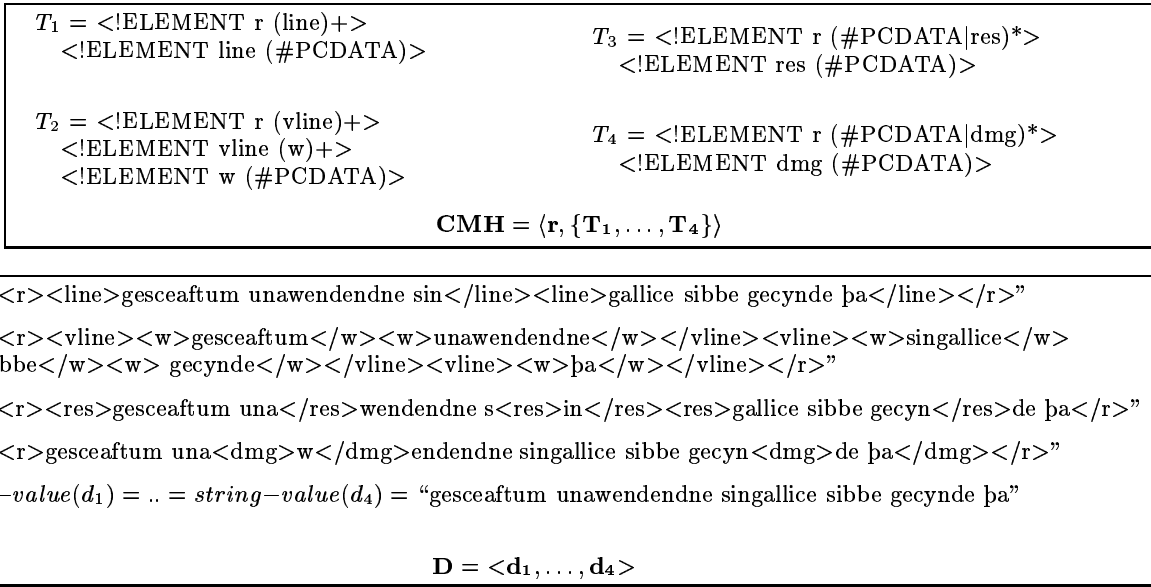 T₁ = <!ELEMENT r (line)+>
<!ELEMENT line (#PCDATA)>
T₂ = <!ELEMENT r (vline)+>
<!ELEMENT vline (w)+>
<!ELEMENT w (#PCDATA)>
T₃ = <!ELEMENT r (#PCDATA|res)*>
<!ELEMENT res (#PCDATA)>
T₄ = <!ELEMENT r (#PCDATA|dmg)*>
<!ELEMENT dmg (#PCDATA)>
CMH = ⟨r, {T₁, . . . , T₄}⟩
<r><line>gesceaftum unawendendne sin</line><line>gallice sibbe gecynde þa</line></r>”
<r><vline><w>gesceaftum</w><w>unawendendne</w></vline><vline><w>singallice</w>
bbe</w><w> gecynde</w></vline><vline><w>þa</w></vline></r>”
<r><res>gesceaftum una</res>wendendne s<res>in</res><res>gallice sibbe gecyn</res>de þa</r>”
<r>gesceaftum una<dmg>w</dmg>endendne singallice sibbe gecyn<dmg>de þa</dmg></r>”
–value(d₁) = .. = string–value(d₄) = “gesceaftum unawendendne singallice sibbe gecynde þa”
D = <d₁, . . . , d₄>